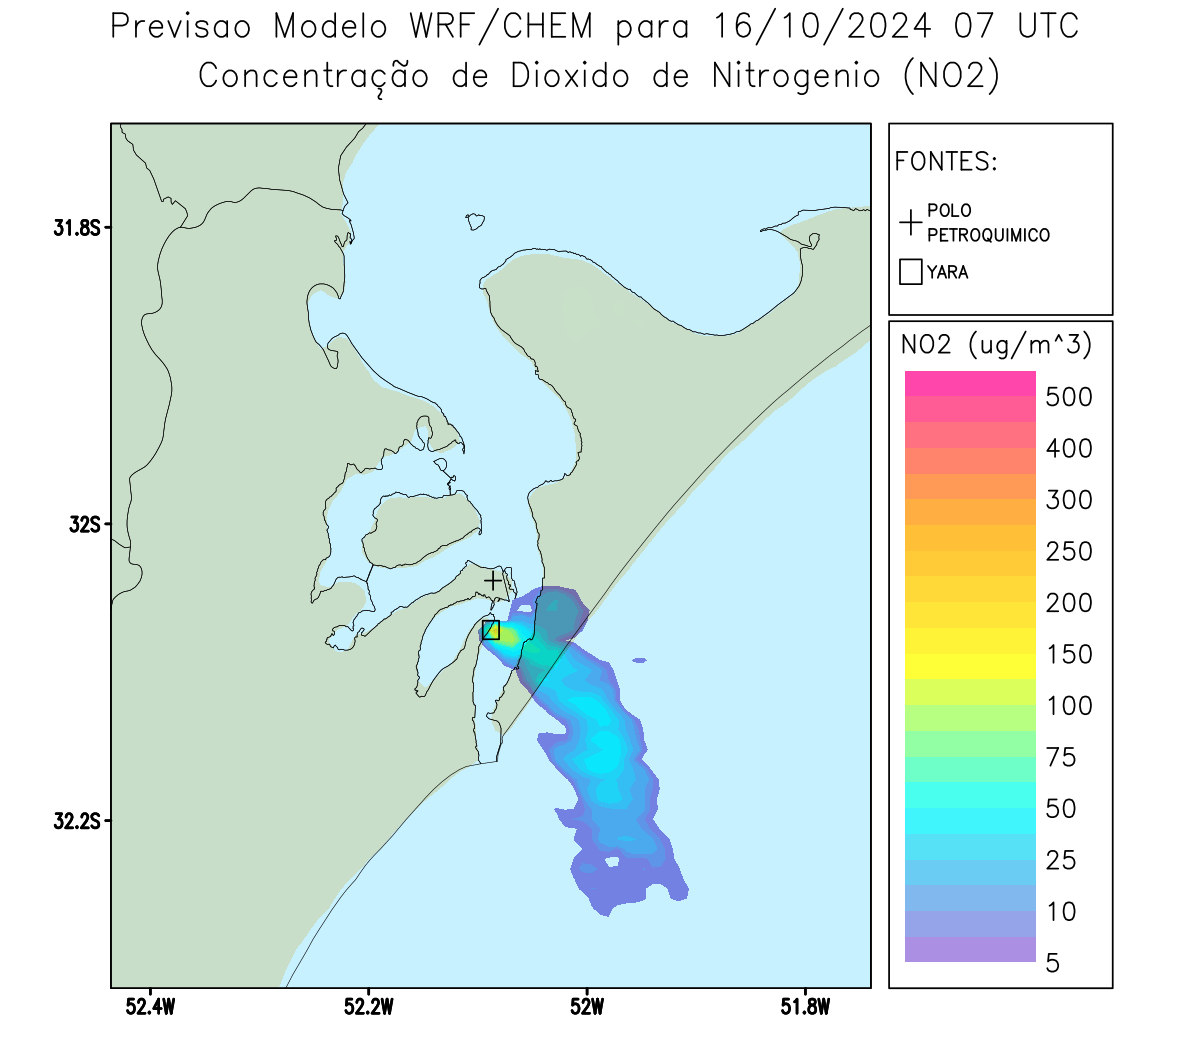 Previsao Modelo WRF/CHEM para 16/10/2024 07 UTC
Concentração de Dioxido de Nitrogenio (NO2)
FONTES:
POLO
PETROQUIMICO
YARA
NO2 (ug/m^3)
500
400
300
250
200
150
100
75
50
25
10
5
31.8S
32S
32.2S
52.4W
52.2W
52W
51.8W